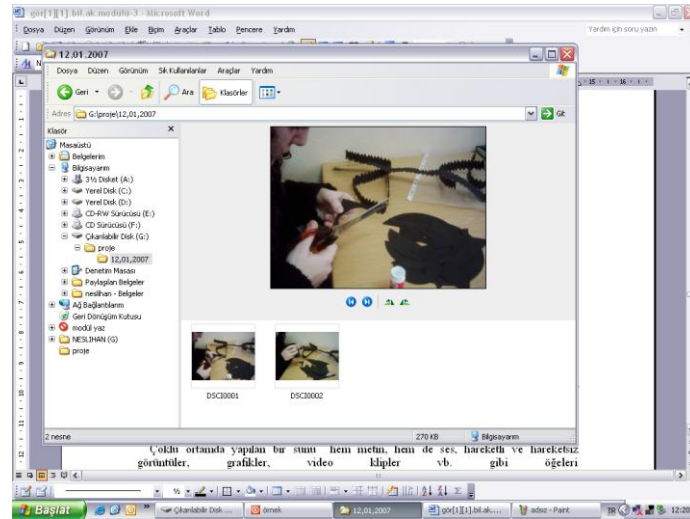 gör[1][1].bil.ak.modülü-3 - Microsoft Word
Dosya Düzen Görünüm Ekle Biçim Araçlar Tablo Pencere Yardım
Yardım için soru yazın
12.01.2007
Dosya Düzen Görünüm Sık Kullanılanlar Araçlar Yardım
Geri Ara Klasörler
Adres G:\proje\12,01,2007 Git
Klasör
Masaüstü
Belgelerim
Bilgisayarım
3½ Disket (A:)
Yerel Disk (C:)
Yerel Disk (D:)
CD-RW Sürücüsü (E:)
CD Sürücüsü (F:)
Çıkarılabilir Disk (G:)
proje
12,01,2007
Denetim Masası
Paylaşılan Belgeler
neslihan - Belgeler
Ağ Bağlantılarım
Geri Dönüşüm Kutusu
modül yaz
NESLIHAN (G)
proje
DSCI0001 DSCI0002
2 nesne 270 KB Bilgisayarım
Çoklu ortamda yapılan bir sunu hem metin, hem de ses, hareketli ve hareketsiz
görüntüler, grafikler, video klipler vb. gibi öğeleri
Başlat Çıkarılabilir Disk ... örnek 12,01,2007 gör[1][1].bil.ak.... adsız - Paint TR 12:20